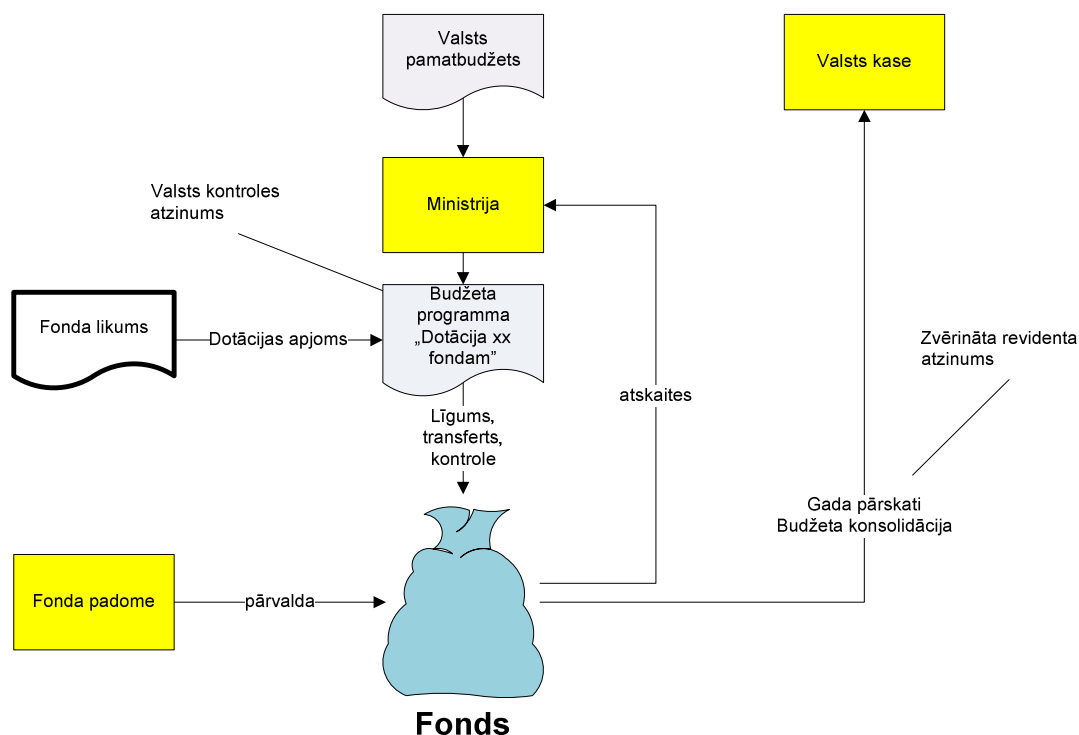 Valsts
pamatbudžets
Valsts kase
Ministrija
Valsts kontroles
atzinums
Budžeta
programma
„Dotācija xx
fondam”
Fonda likums
Dotācijas apjoms
Zvērināta revidenta
atzinums
atskaites
Līgums,
transferts,
kontrole
Gada pārskati
Budžeta konsolidācija
Fonda padome
pārvalda
Fonds